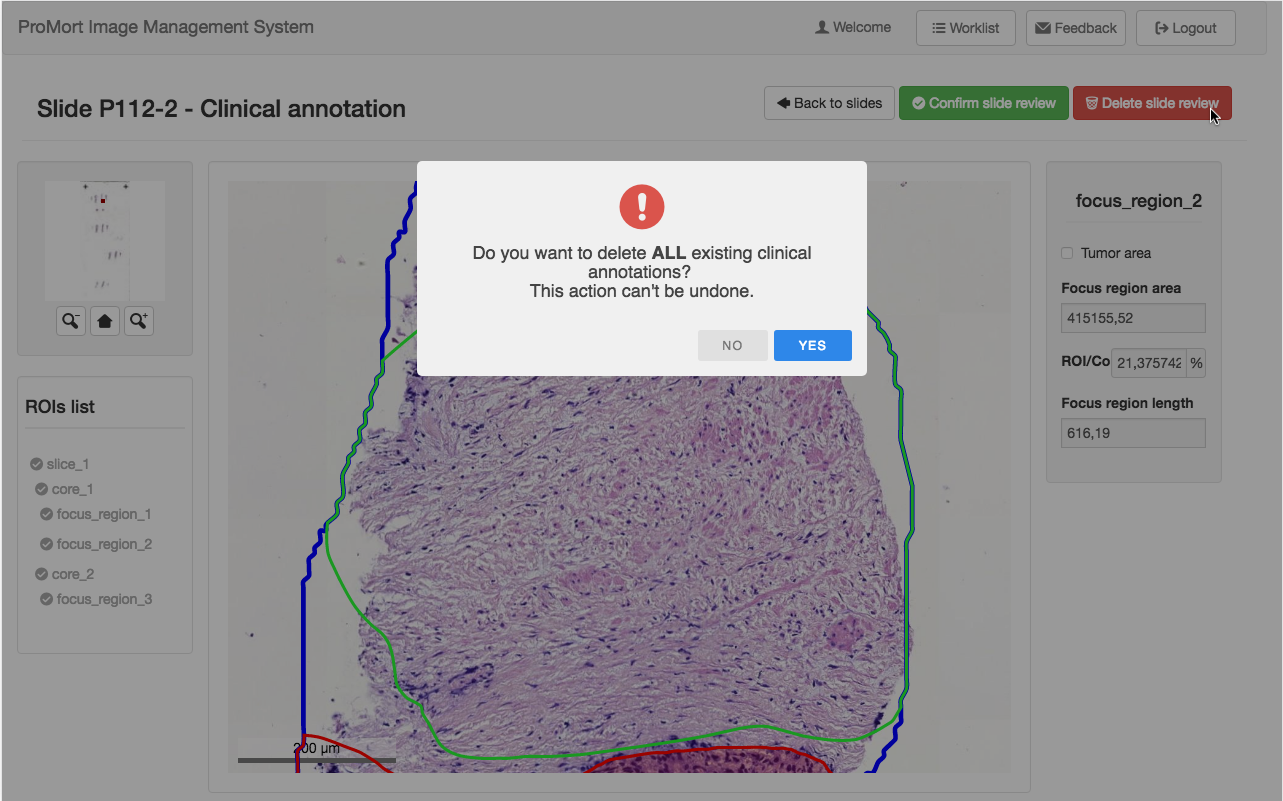 ProMort Image Management System
Welcome
Worklist
Feedback
Logout
Slide P112-2 - Clinical annotation
Back to slides
Confirm slide review
Delete slide review
Do you want to delete ALL existing clinical
annotations?
This action can't be undone.
NO
YES
ROIs list
slice_1
core_1
focus_region_1
focus_region_2
core_2
focus_region_3
200 µm
focus_region_2
Tumor area
Focus region area
415155,52
ROI/Co 21,375742 %
Focus region length
616,19